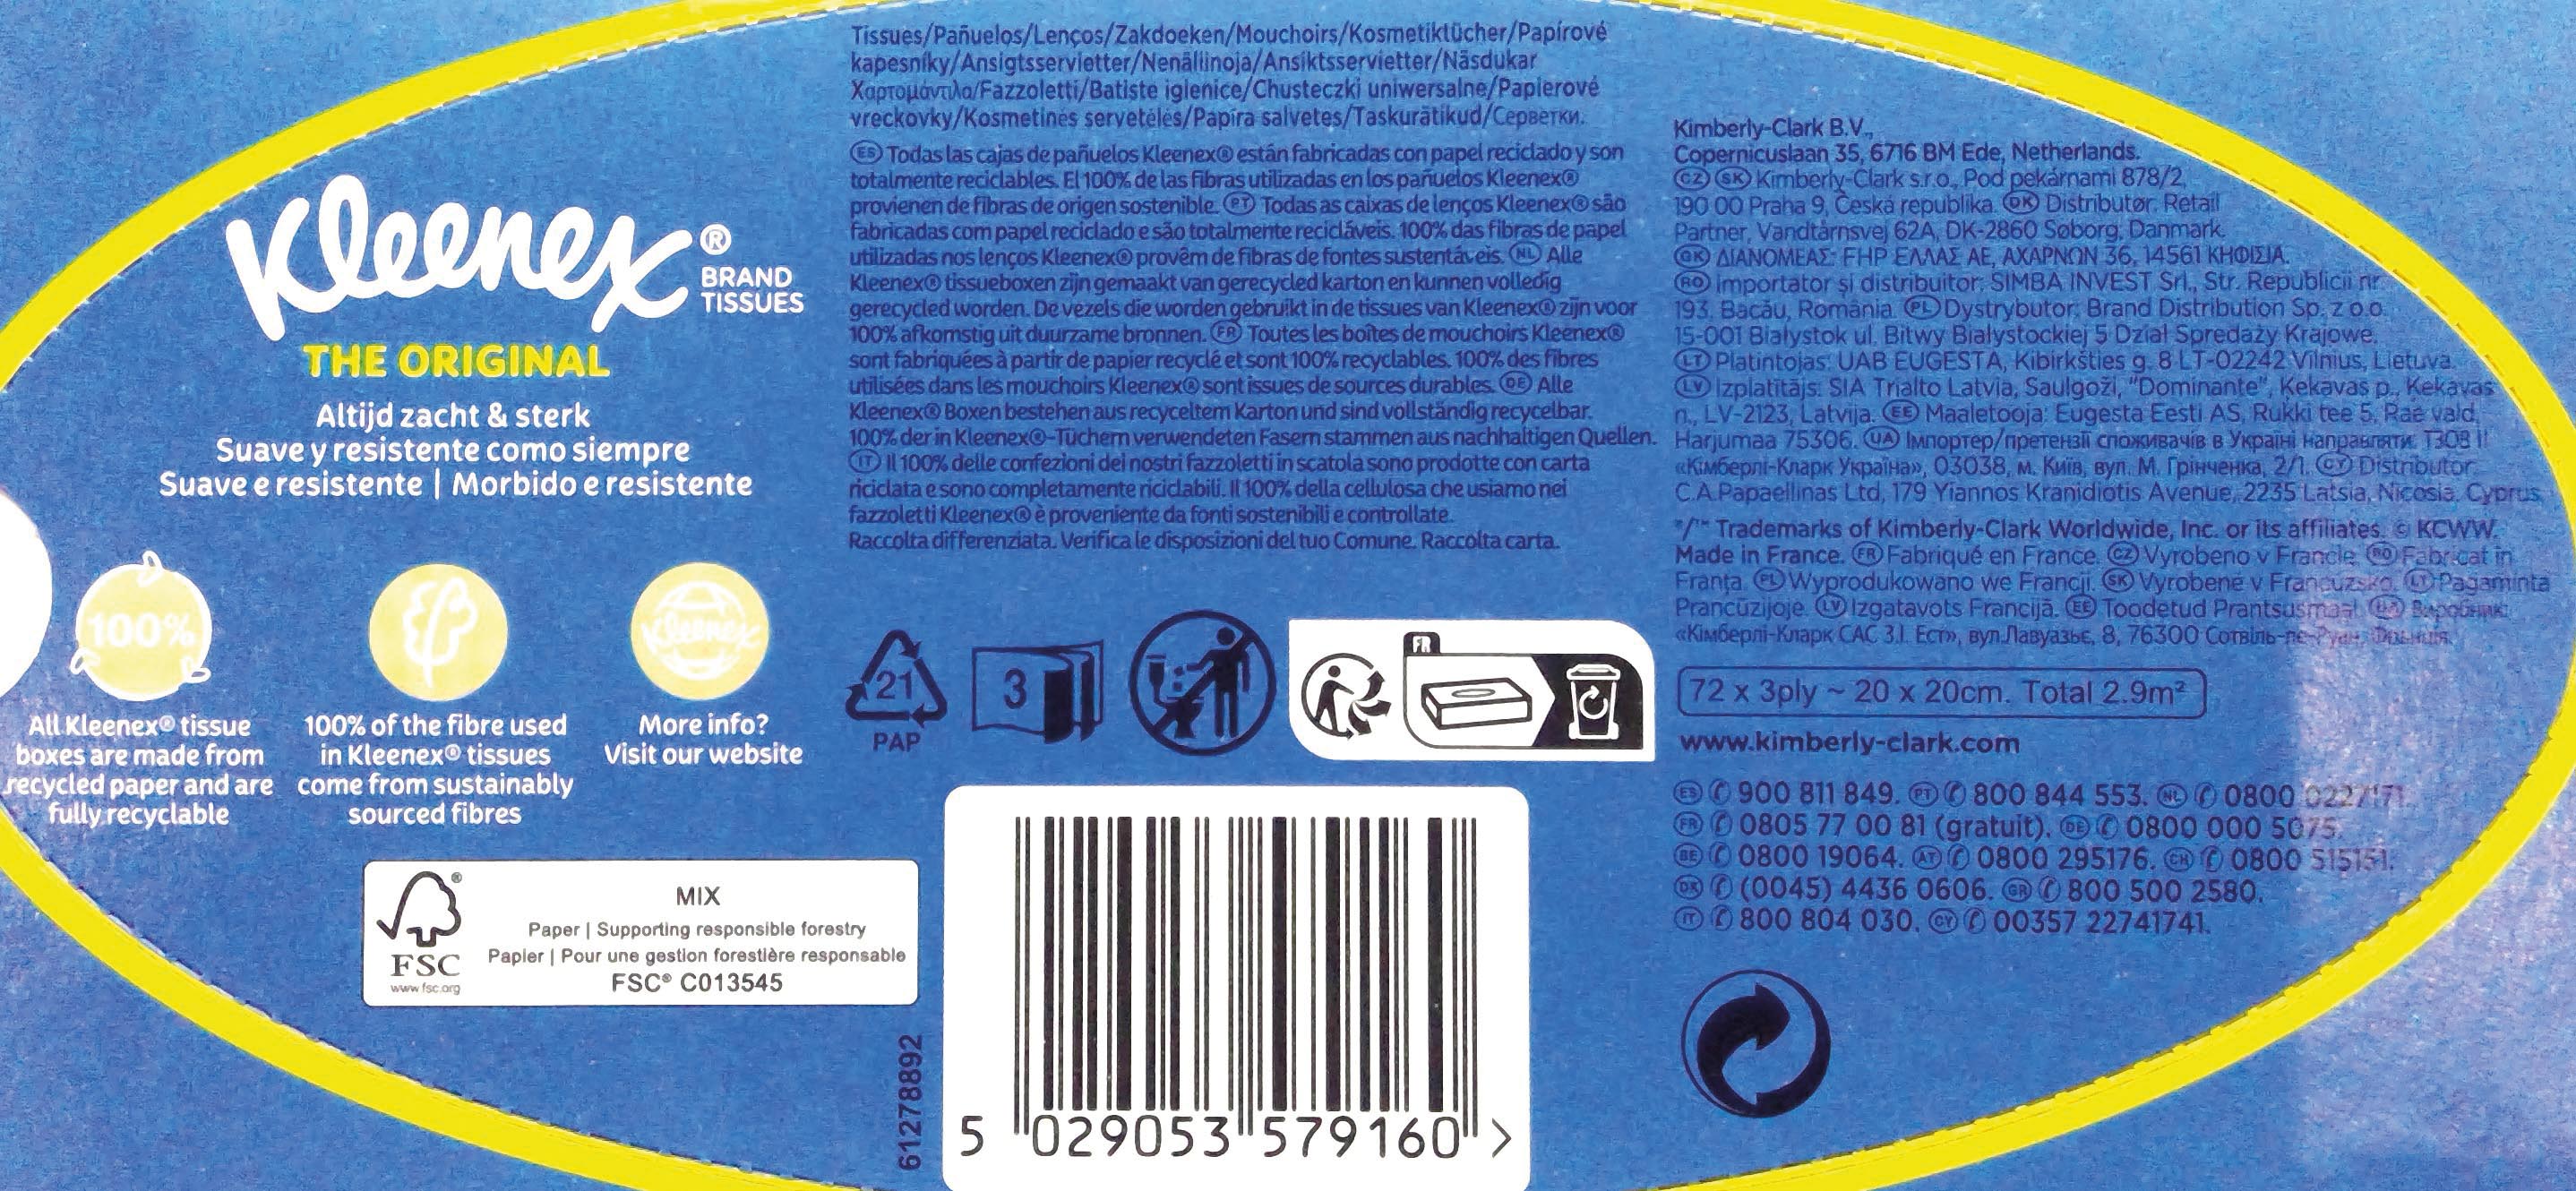 Kleenex®
BRAND
TISSUES
THE ORIGINAL
Altijd zacht & sterk
Suave y resistente como siempre
Suave e resistente | Morbido e resistente
100%
Kleenex
All Kleenex® tissue
boxes are made from
recycled paper and are
fully recyclable
100% of the fibre used
in Kleenex® tissues
come from sustainably
sourced fibres
More info?
Visit our website
FSC
www.fsc.org
MIX
Paper | Supporting responsible forestry
Papier | Pour une gestion forestière responsable
FSC® C013545
Tissues/Pañuelos/Lenços/Zakdoeken/Mouchoirs/Kosmetiktücher/Papírové
kapesníky/Ansigtsservietter/Nenäliinoja/Ansiktsservietter/Näsdukar
Χαρτομάντιλα/Fazzoletti/Batiste igienice/Chusteczki uniwersalne/Papierové
vreckovky/Kosmetinės servetėlės/Papīra salvetes/Taskurätikud/Серветки.
ES Todas las cajas de pañuelos Kleenex® están fabricadas con papel reciclado y son
totalmente reciclables. El 100% de las fibras utilizadas en los pañuelos Kleenex®
provienen de fibras de origen sostenible. PT Todas as caixas de lenços Kleenex® são
fabricadas com papel reciclado e são totalmente recicláveis. 100% das fibras de papel
utilizadas nos lenços Kleenex® provêm de fibras de fontes sustentáveis. NL Alle
Kleenex® tissueboxen zijn gemaakt van gerecycled karton en kunnen volledig
gerecycled worden. De vezels die worden gebruikt in de tissues van Kleenex® zijn voor
100% afkomstig uit duurzame bronnen. FR Toutes les boîtes de mouchoirs Kleenex®
sont fabriquées à partir de papier recyclé et sont 100% recyclables. 100% des fibres
utilisées dans les mouchoirs Kleenex® sont issues de sources durables. DE Alle
Kleenex® Boxen bestehen aus recyceltem Karton und sind vollständig recycelbar.
100% der in Kleenex®-Tüchern verwendeten Fasern stammen aus nachhaltigen Quellen.
IT Il 100% delle confezioni dei nostri fazzoletti in scatola sono prodotte con carta
riciclata e sono completamente riciclabili. Il 100% della cellulosa che usiamo nei
fazzoletti Kleenex® è proveniente da fonti sostenibili e controllate.
Raccolta differenziata. Verifica le disposizioni del tuo Comune. Raccolta carta.
21
PAP
3
FR
61278892
5 029053 579160 >
Kimberly-Clark B.V.,
Copernicuslaan 35, 6716 BM Ede, Netherlands.
CZ SK Kimberly-Clark s.r.o., Pod pekárnami 878/2,
190 00 Praha 9, Česká republika. DK Distributør: Retail
Partner, Vandtårnsvej 62A, DK-2860 Søborg, Danmark.
GK ΔΙΑΝΟΜΕΑΣ: FHP ΕΛΛΑΣ ΑΕ, ΑΧΑΡΝΩΝ 36, 14561 ΚΗΦΙΣΙΑ.
RO Importator și distribuitor: SIMBA INVEST Srl., Str. Republicii nr.
193, Bacău, România. PL Dystrybutor: Brand Distribution Sp. z o.o.
15-001 Białystok ul. Bitwy Białystockiej 5 Dział Spredaży Krajowe.
LT Platintojas: UAB EUGESTA, Kibirkšties g. 8 LT-02242 Vilnius, Lietuva.
LV Izplatītājs: SIA Trialto Latvia, Saulgoži, "Dominante", Ķekavas p., Ķekavas
n., LV-2123, Latvija. EE Maaletooja: Eugesta Eesti AS, Rukki tee 5, Rae vald,
Harjumaa 75306. UA Імпортер/претензії споживачів в Україні направляти: ТЗОВ ІІ
«Кімберлі-Кларк Україна», 03038, м. Київ, вул. М. Грінченка, 2/1. CY Distributor:
C.A.Papaellinas Ltd, 179 Yiannos Kranidiotis Avenue, 2235 Latsia, Nicosia, Cyprus.
®/™ Trademarks of Kimberly-Clark Worldwide, Inc. or its affiliates. © KCWW.
Made in France. FR Fabriqué en France. CZ Vyrobeno v Francie. RO Fabricat in
Franța. PL Wyprodukowano we Francji. SK Vyrobené v Francúzsko. LT Pagaminta
Prancūzijoje. LV Izgatavots Francijā. EE Toodetud Prantsusmaal. UA Виробник:
«Кімберлі-Кларк САС З.І. Ест», вул.Лавуазьє, 8, 76300 Сотвіль-ле-Руан, Франція.
72 x 3ply ~ 20 x 20cm. Total 2.9m²
www.kimberly-clark.com
ES ✆ 900 811 849. PT ✆ 800 844 553. NL ✆ 0800 0227171.
FR ✆ 0805 77 00 81 (gratuit). DE ✆ 0800 000 5075.
BE ✆ 0800 19064. AT ✆ 0800 295176. CH ✆ 0800 515151.
DK ✆ (0045) 4436 0606. GR ✆ 800 500 2580.
IT ✆ 800 804 030. CY ✆ 00357 22741741.